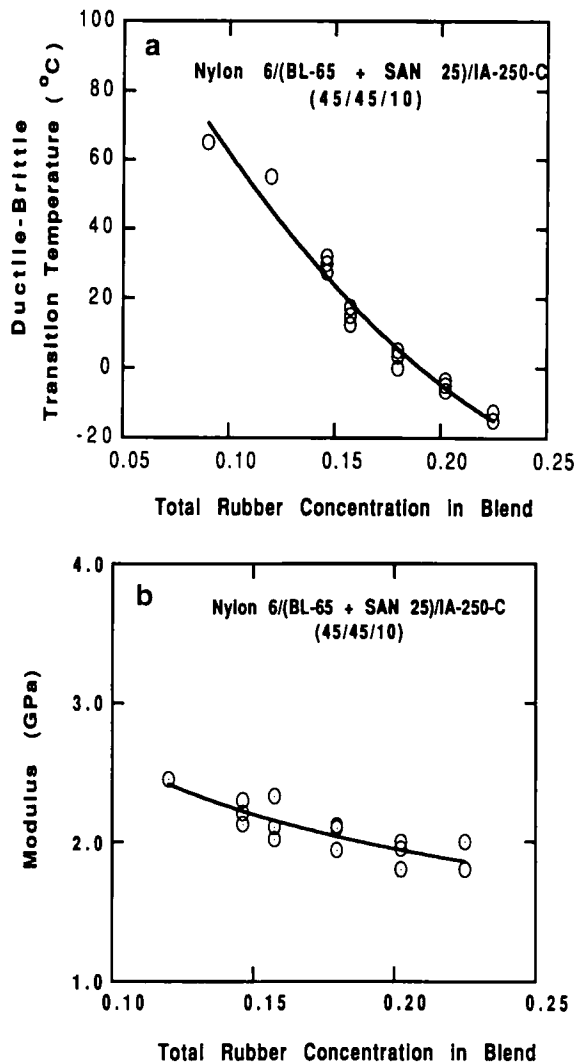 100
a
Nylon 6/(BL-65 + SAN 25)/IA-250-C
(45/45/10)
80
60
40
20
0
-20
Ductile-Brittle
Transition Temperature (°C)
0.05 0.10 0.15 0.20 0.25
Total Rubber Concentration in Blend
4.0
b
Nylon 6/(BL-65 + SAN 25)/IA-250-C
(45/45/10)
3.0
2.0
1.0
Modulus (GPa)
0.10 0.15 0.20 0.25
Total Rubber Concentration in Blend